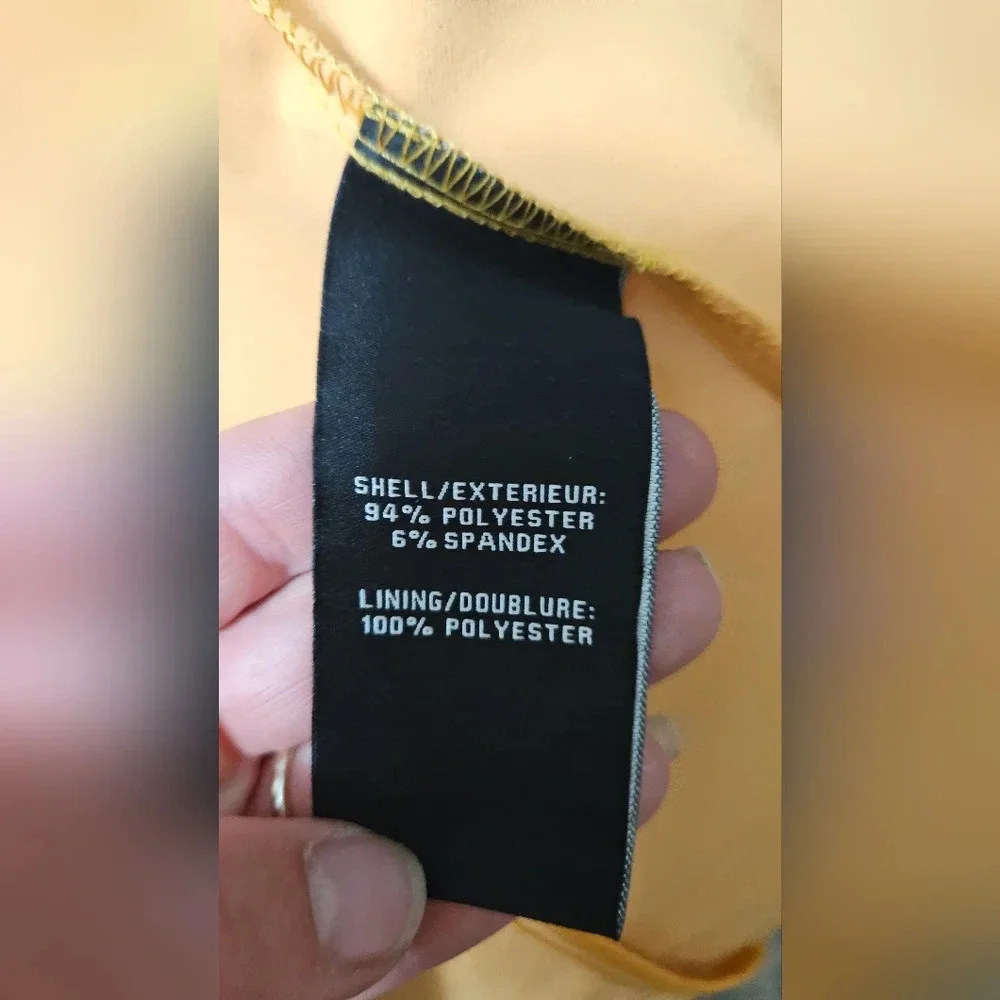 SHELL/EXTERIEUR:
94% POLYESTER
6% SPANDEX
LINING/DOUBLURE:
100% POLYESTER